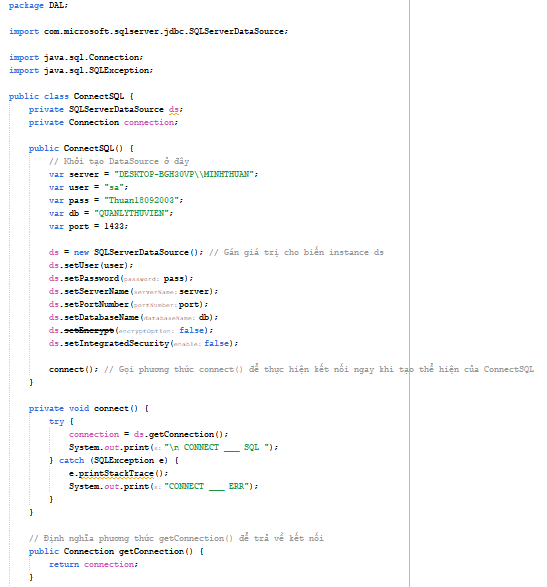 package DAL;
import com.microsoft.sqlserver.jdbc.SQLServerDataSource;
import java.sql.Connection;
import java.sql.SQLException;
public class ConnectSQL {
private SQLServerDataSource ds;
private Connection connection;
public ConnectSQL() {
// Khởi tạo DataSource ở đây
var server = "DESKTOP-BGH30VP\\MINHTHUAN";
var user = "sa";
var pass = "Thuan18092003";
var db = "QUANLYTHUVIEN";
var port = 1433;
ds = new SQLServerDataSource(); // Gán giá trị cho biến instance ds
ds.setUser(user);
ds.setPassword(password: pass);
ds.setServerName(serverName: server);
ds.setPortNumber(portNumber: port);
ds.setDatabaseName(databaseName: db);
ds.setEncrypt(encryptOption: false);
ds.setIntegratedSecurity(enable: false);
connect(); // Gọi phương thức connect() để thực hiện kết nối ngay khi tạo thể hiện của ConnectSQL
}
private void connect() {
try {
connection = ds.getConnection();
System.out.print(s: "\n CONNECT ___ SQL ");
} catch (SQLException e) {
e.printStackTrace();
System.out.print(s: "CONNECT ___ ERR");
}
}
// Định nghĩa phương thức getConnection() để trả về kết nối
public Connection getConnection() {
return connection;
}